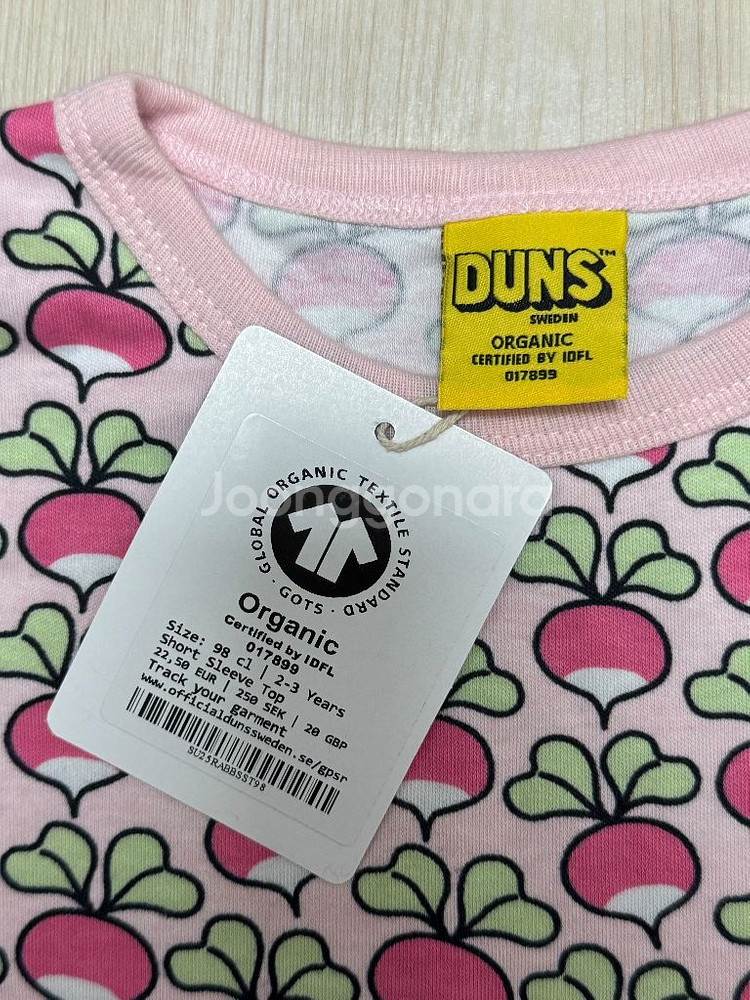 DUNS™
SWEDEN
ORGANIC
CERTIFIED BY IDFL
017899
Joonggonara
GLOBAL ORGANIC TEXTILE STANDARD
· GOTS ·
Organic
Certified by IDFL
017899
Size: 98 cl | 2-3 Years
Short Sleeve Top
22,50 EUR | 250 SEK | 20 GBP
Track your garment
www.officialdunssweden.se/gpsr
SU25RABBSST98